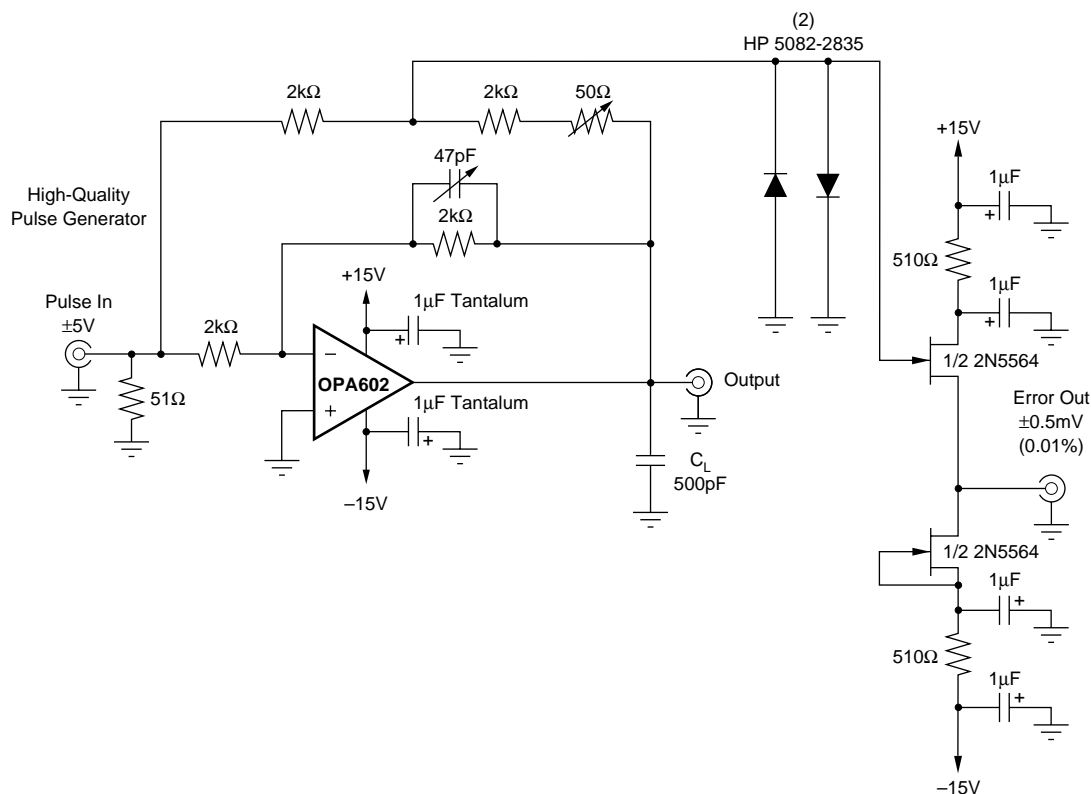 (2)
HP 5082-2835
2kΩ
2kΩ
50Ω
+15V
47pF
1µF
+
High-Quality
Pulse Generator
2kΩ
510Ω
+15V
1µF
+
1µF Tantalum
+
Pulse In
±5V
2kΩ
–
OPA602
+
1/2 2N5564
Output
51Ω
1µF Tantalum
+
Error Out
±0.5mV
(0.01%)
–15V
CL
500pF
1/2 2N5564
1µF
+
510Ω
1µF
+
–15V